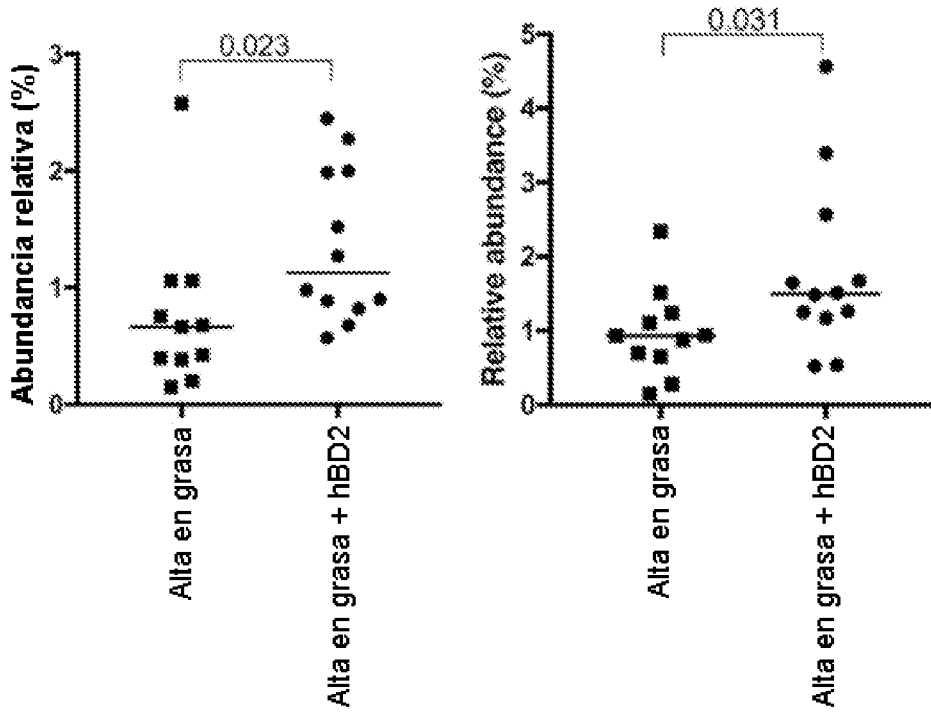 Abundancia relativa (%)
3
2
1
0
0.023
Alta en grasa
Alta en grasa + hBD2
Relative abundance (%)
5
4
3
2
1
0
0.031
Alta en grasa
Alta en grasa + hBD2